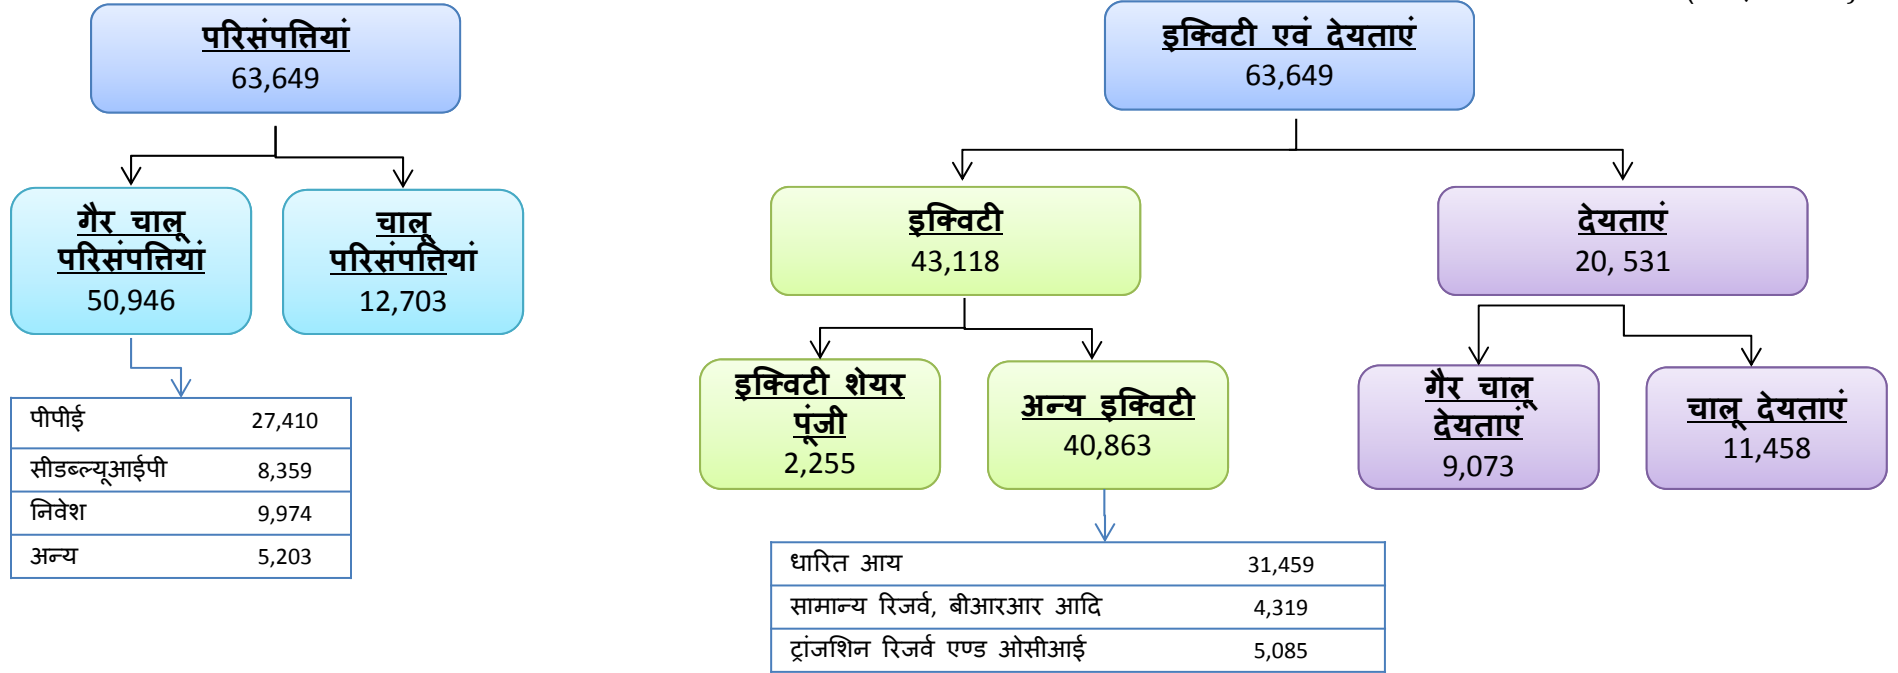 परिसंपत्तियां
63,649
गैर चालू
परिसंपत्तियां
50,946
चालू
परिसंपत्तियां
12,703
पीपीई 27,410
सीडब्ल्यूआईपी 8,359
निवेश 9,974
अन्य 5,203
इक्विटी एवं देयताएं
63,649
इक्विटी
43,118
देयताएं
20, 531
इक्विटी शेयर
पूंजी
2,255
अन्य इक्विटी
40,863
गैर चालू
देयताएं
9,073
चालू देयताएं
11,458
धारित आय 31,459
सामान्य रिजर्व, बीआरआर आदि 4,319
ट्रांजशिन रिजर्व एण्ड ओसीआई 5,085